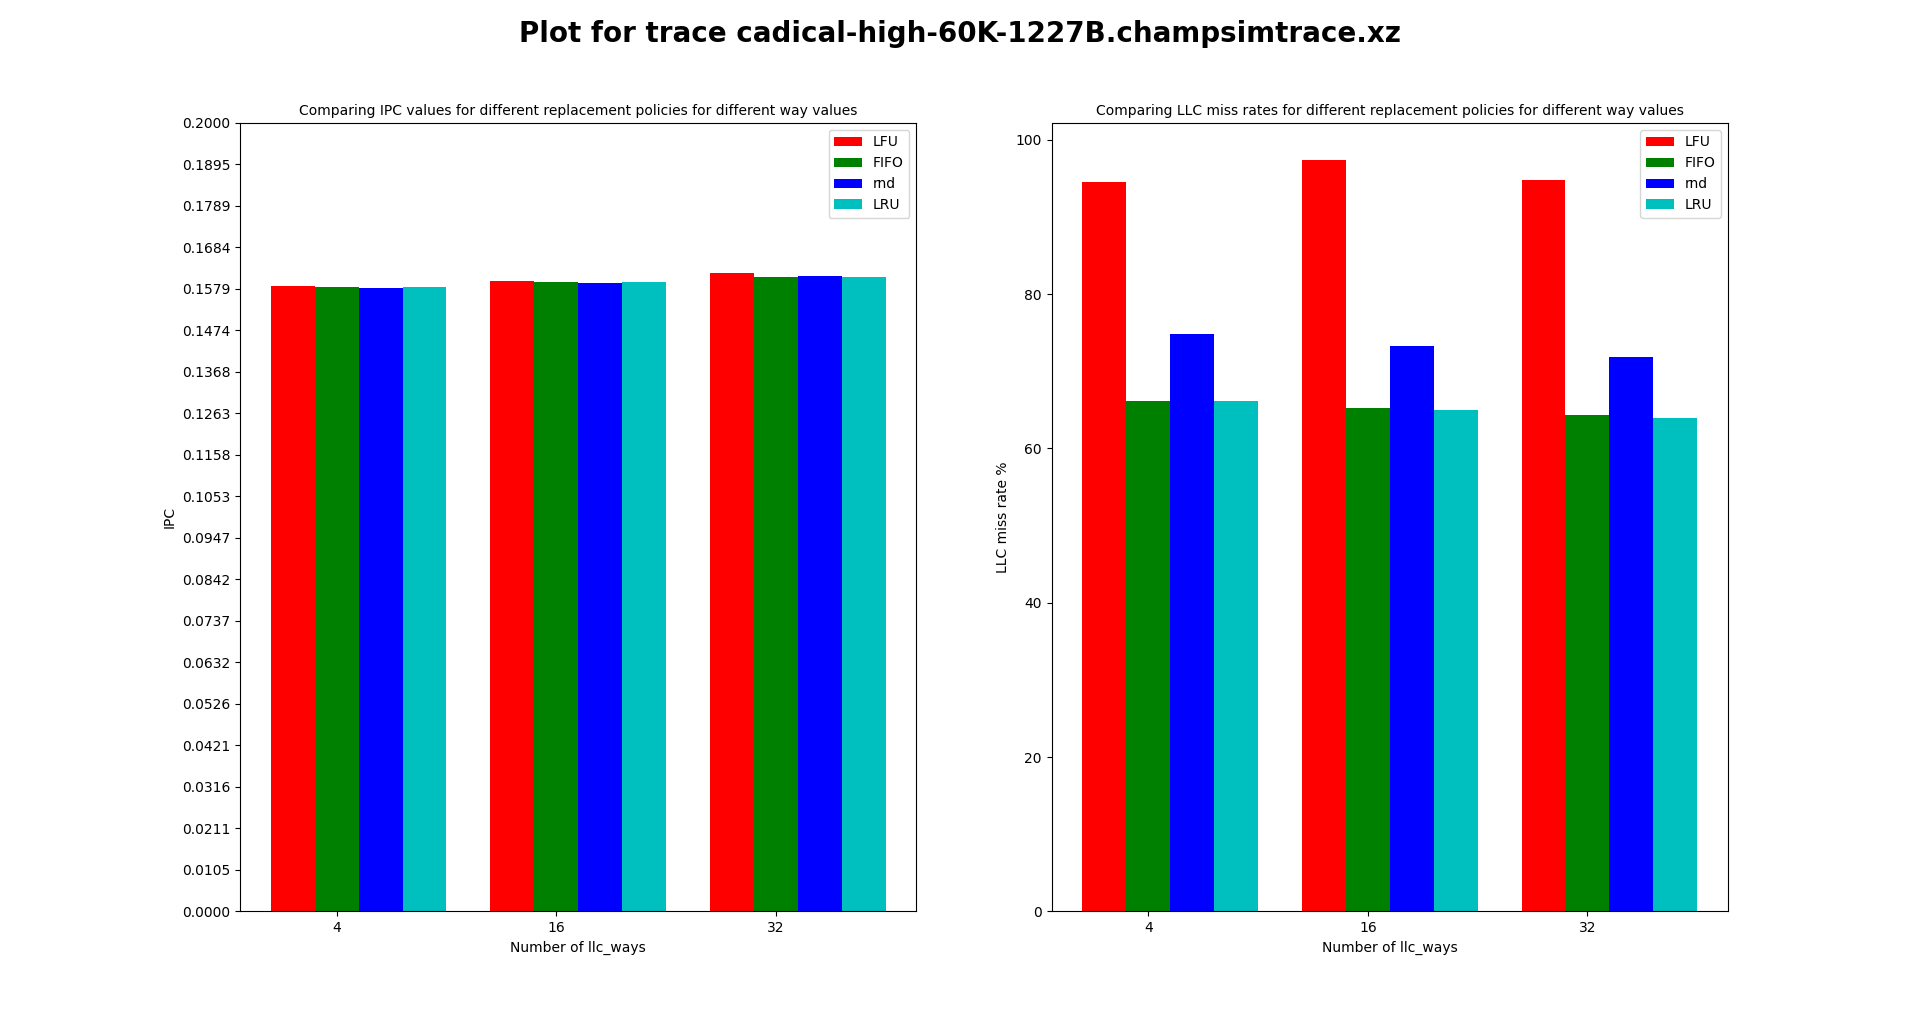 Plot for trace cadical-high-60K-1227B.champsimtrace.xz
Comparing IPC values for different replacement policies for different way values
0.2000
0.1895
0.1789
0.1684
0.1579
0.1474
0.1368
0.1263
0.1158
0.1053
0.0947
0.0842
0.0737
0.0632
0.0526
0.0421
0.0316
0.0211
0.0105
0.0000
IPC
LFU
FIFO
rnd
LRU
4
16
32
Number of llc_ways
Comparing LLC miss rates for different replacement policies for different way values
100
80
60
40
20
0
LLC miss rate %
LFU
FIFO
rnd
LRU
4
16
32
Number of llc_ways